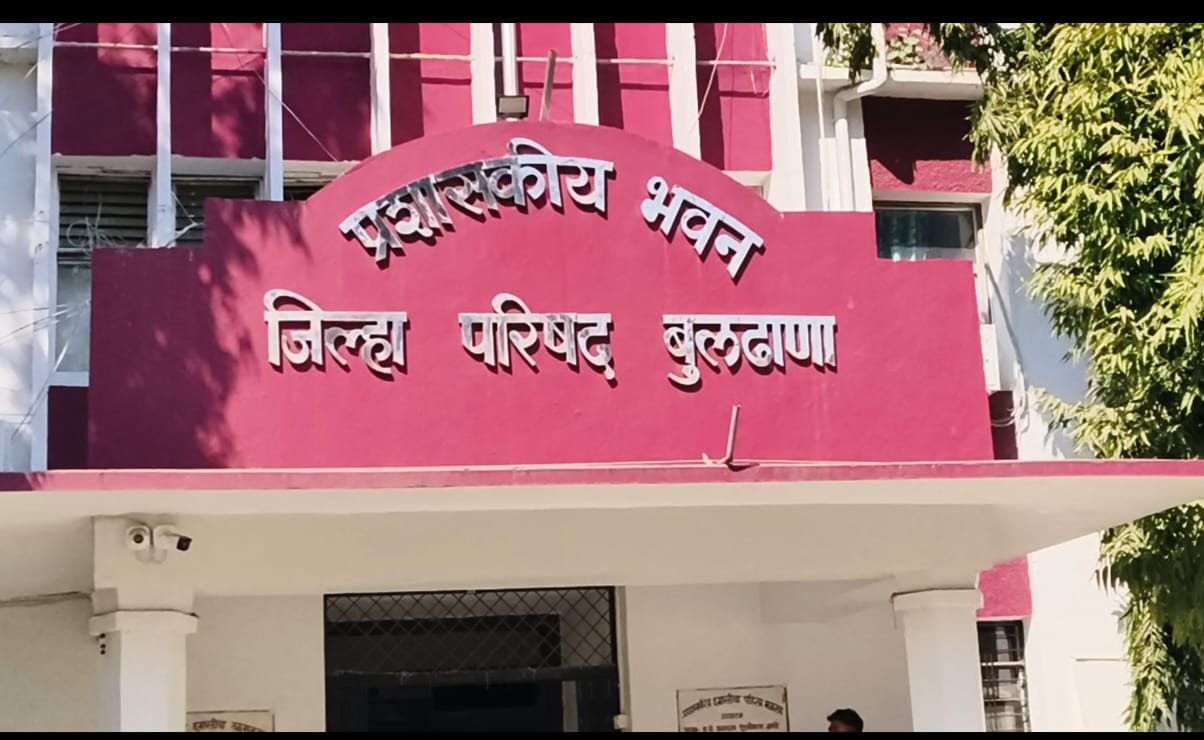 प्रशासकीय भवन
जिल्हा परिषद बुलढाणा